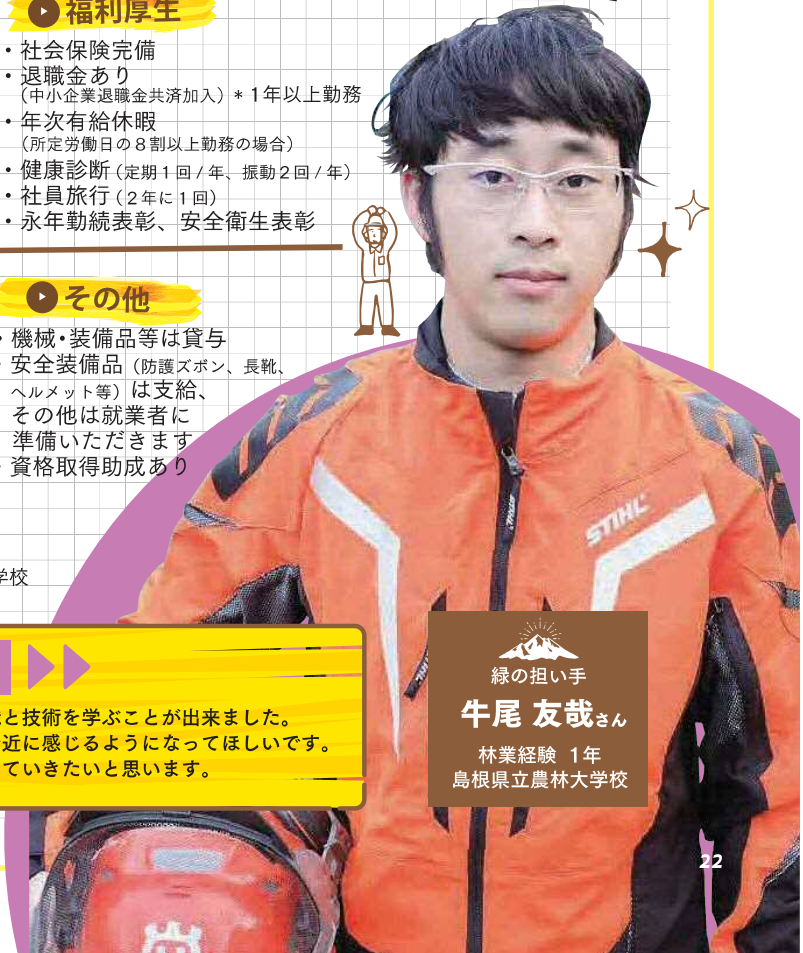 福利厚生
・社会保険完備
・退職金あり
（中小企業退職金共済加入）＊1年以上勤務
・年次有給休暇
（所定労働日の8割以上勤務の場合）
・健康診断（定期1回/年、振動2回/年）
・社員旅行（2年に1回）
・永年勤続表彰、安全衛生表彰
その他
・機械・装備品等は貸与
・安全装備品（防護ズボン、長靴、
ヘルメット等）は支給、
その他は就業者に
準備いただきます
・資格取得助成あり
学校
STIHL
STIHL
STIHL
と技術を学ぶことが出来ました。
近に感じるようになってほしいです。
ていきたいと思います。
緑の担い手
牛尾 友哉さん
林業経験 1年
島根県立農林大学校
22